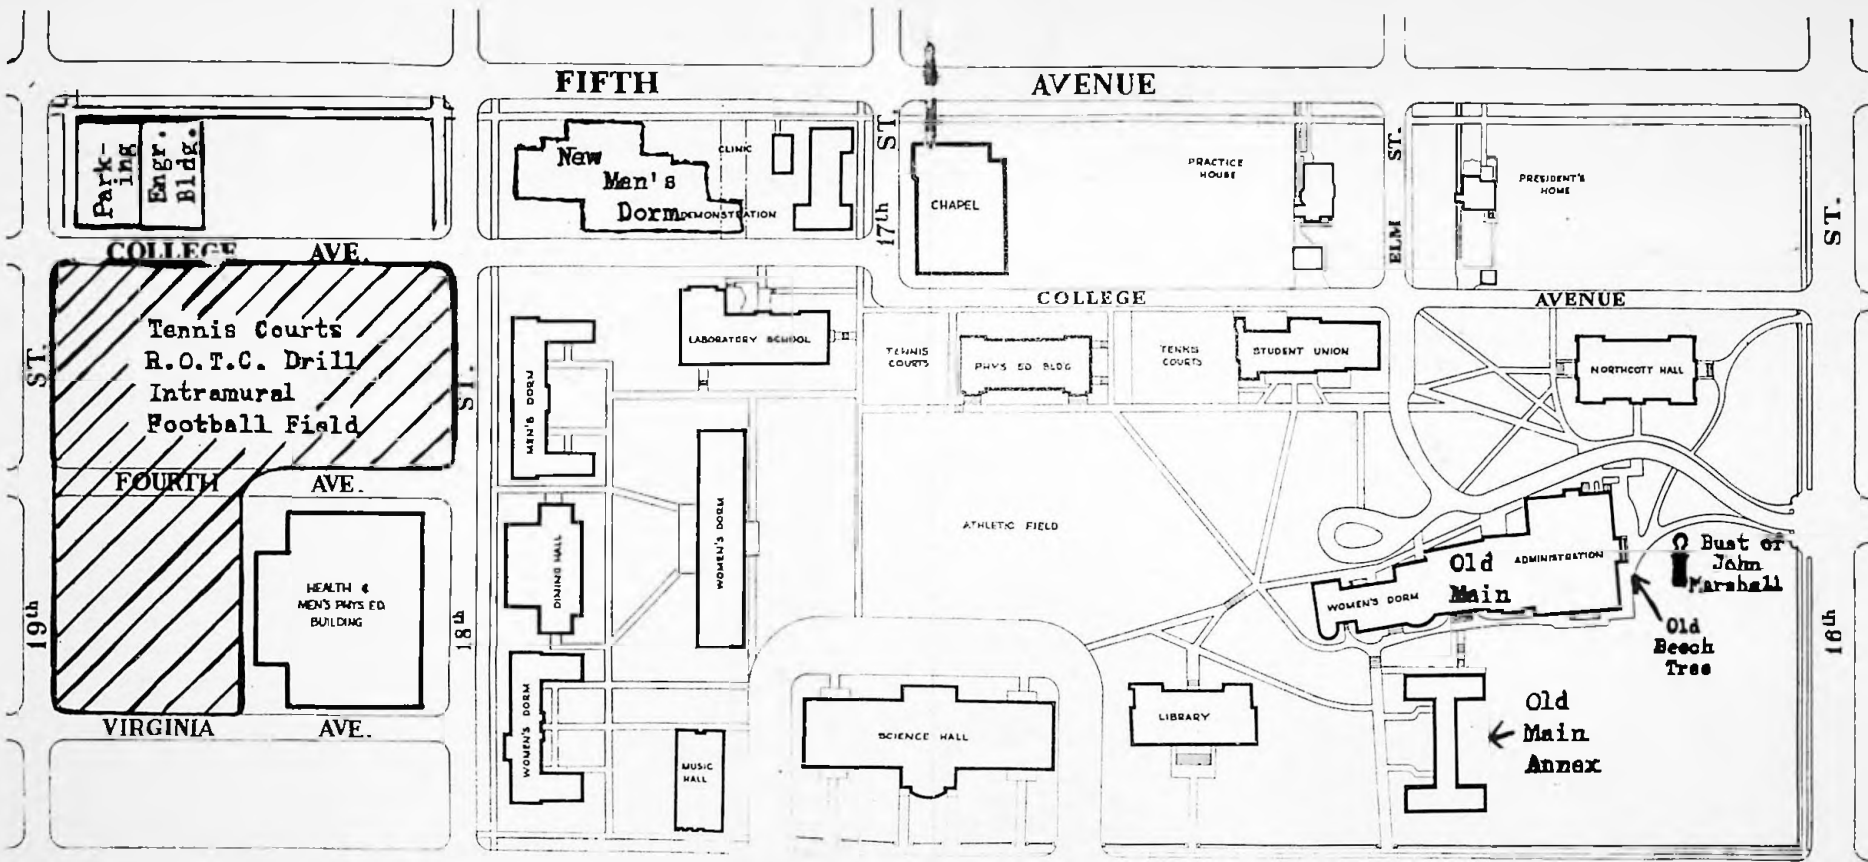 FIFTH AVENUE
Park-
ing
Engr.
Bldg.
New
Men's
Dorm
CLINIC
DEMONSTRATION
17th ST.
CHAPEL
PRACTICE
HOUSE
ELM ST.
PRESIDENT'S
HOME
ST.
COLLEGE AVE.
COLLEGE AVENUE
Tennis Courts
R.O.T.C. Drill
Intramural
Football Field
19th ST.
18th ST.
FOURTH AVE.
HEALTH &
MEN'S PHYS. ED.
BUILDING
VIRGINIA AVE.
MEN'S DORM
LABORATORY SCHOOL
TENNIS
COURTS
PHYS ED BLDG
TENNIS
COURTS
STUDENT UNION
NORTHCOTT HALL
DINING HALL
WOMEN'S DORM
ATHLETIC FIELD
Old
Main
ADMINISTRATION
WOMEN'S DORM
Bust of
John
Marshall
Old
Beech
Tree
16th
WOMEN'S DORM
MUSIC
HALL
SCIENCE HALL
LIBRARY
Old
Main
Annex